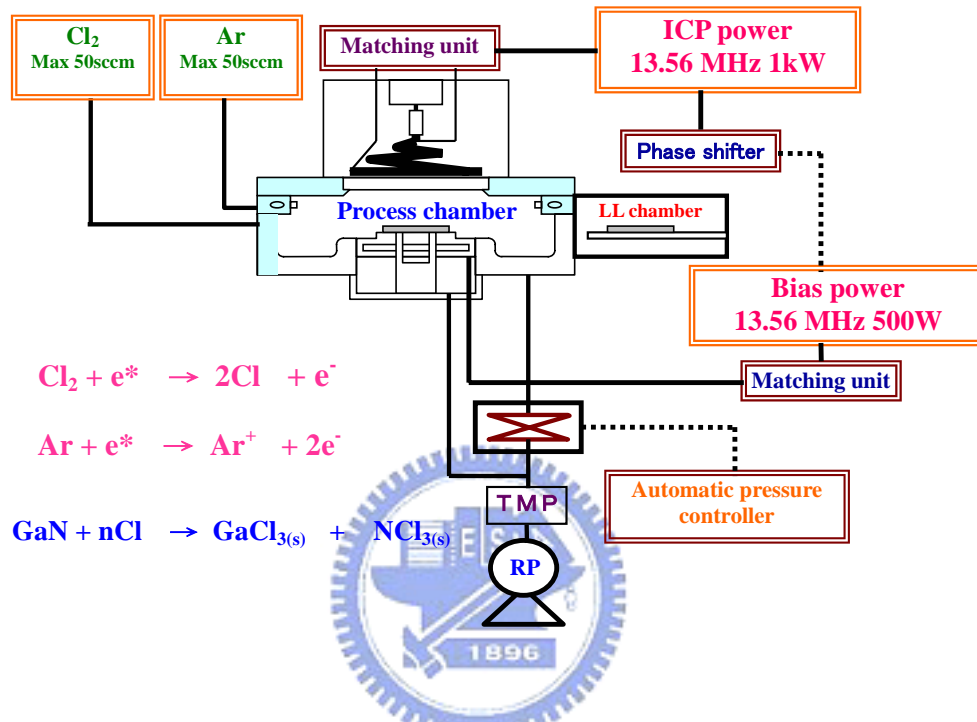 Cl₂
Max 50sccm
Ar
Max 50sccm
Matching unit
ICP power
13.56 MHz 1kW
Phase shifter
Process chamber
LL chamber
Bias power
13.56 MHz 500W
Matching unit
Cl₂ + e* → 2Cl + e⁻
Ar + e* → Ar⁺ + 2e⁻
GaN + nCl → GaCl₃₍ₛ₎ + NCl₃₍ₛ₎
TMP
RP
Automatic pressure
controller
1896